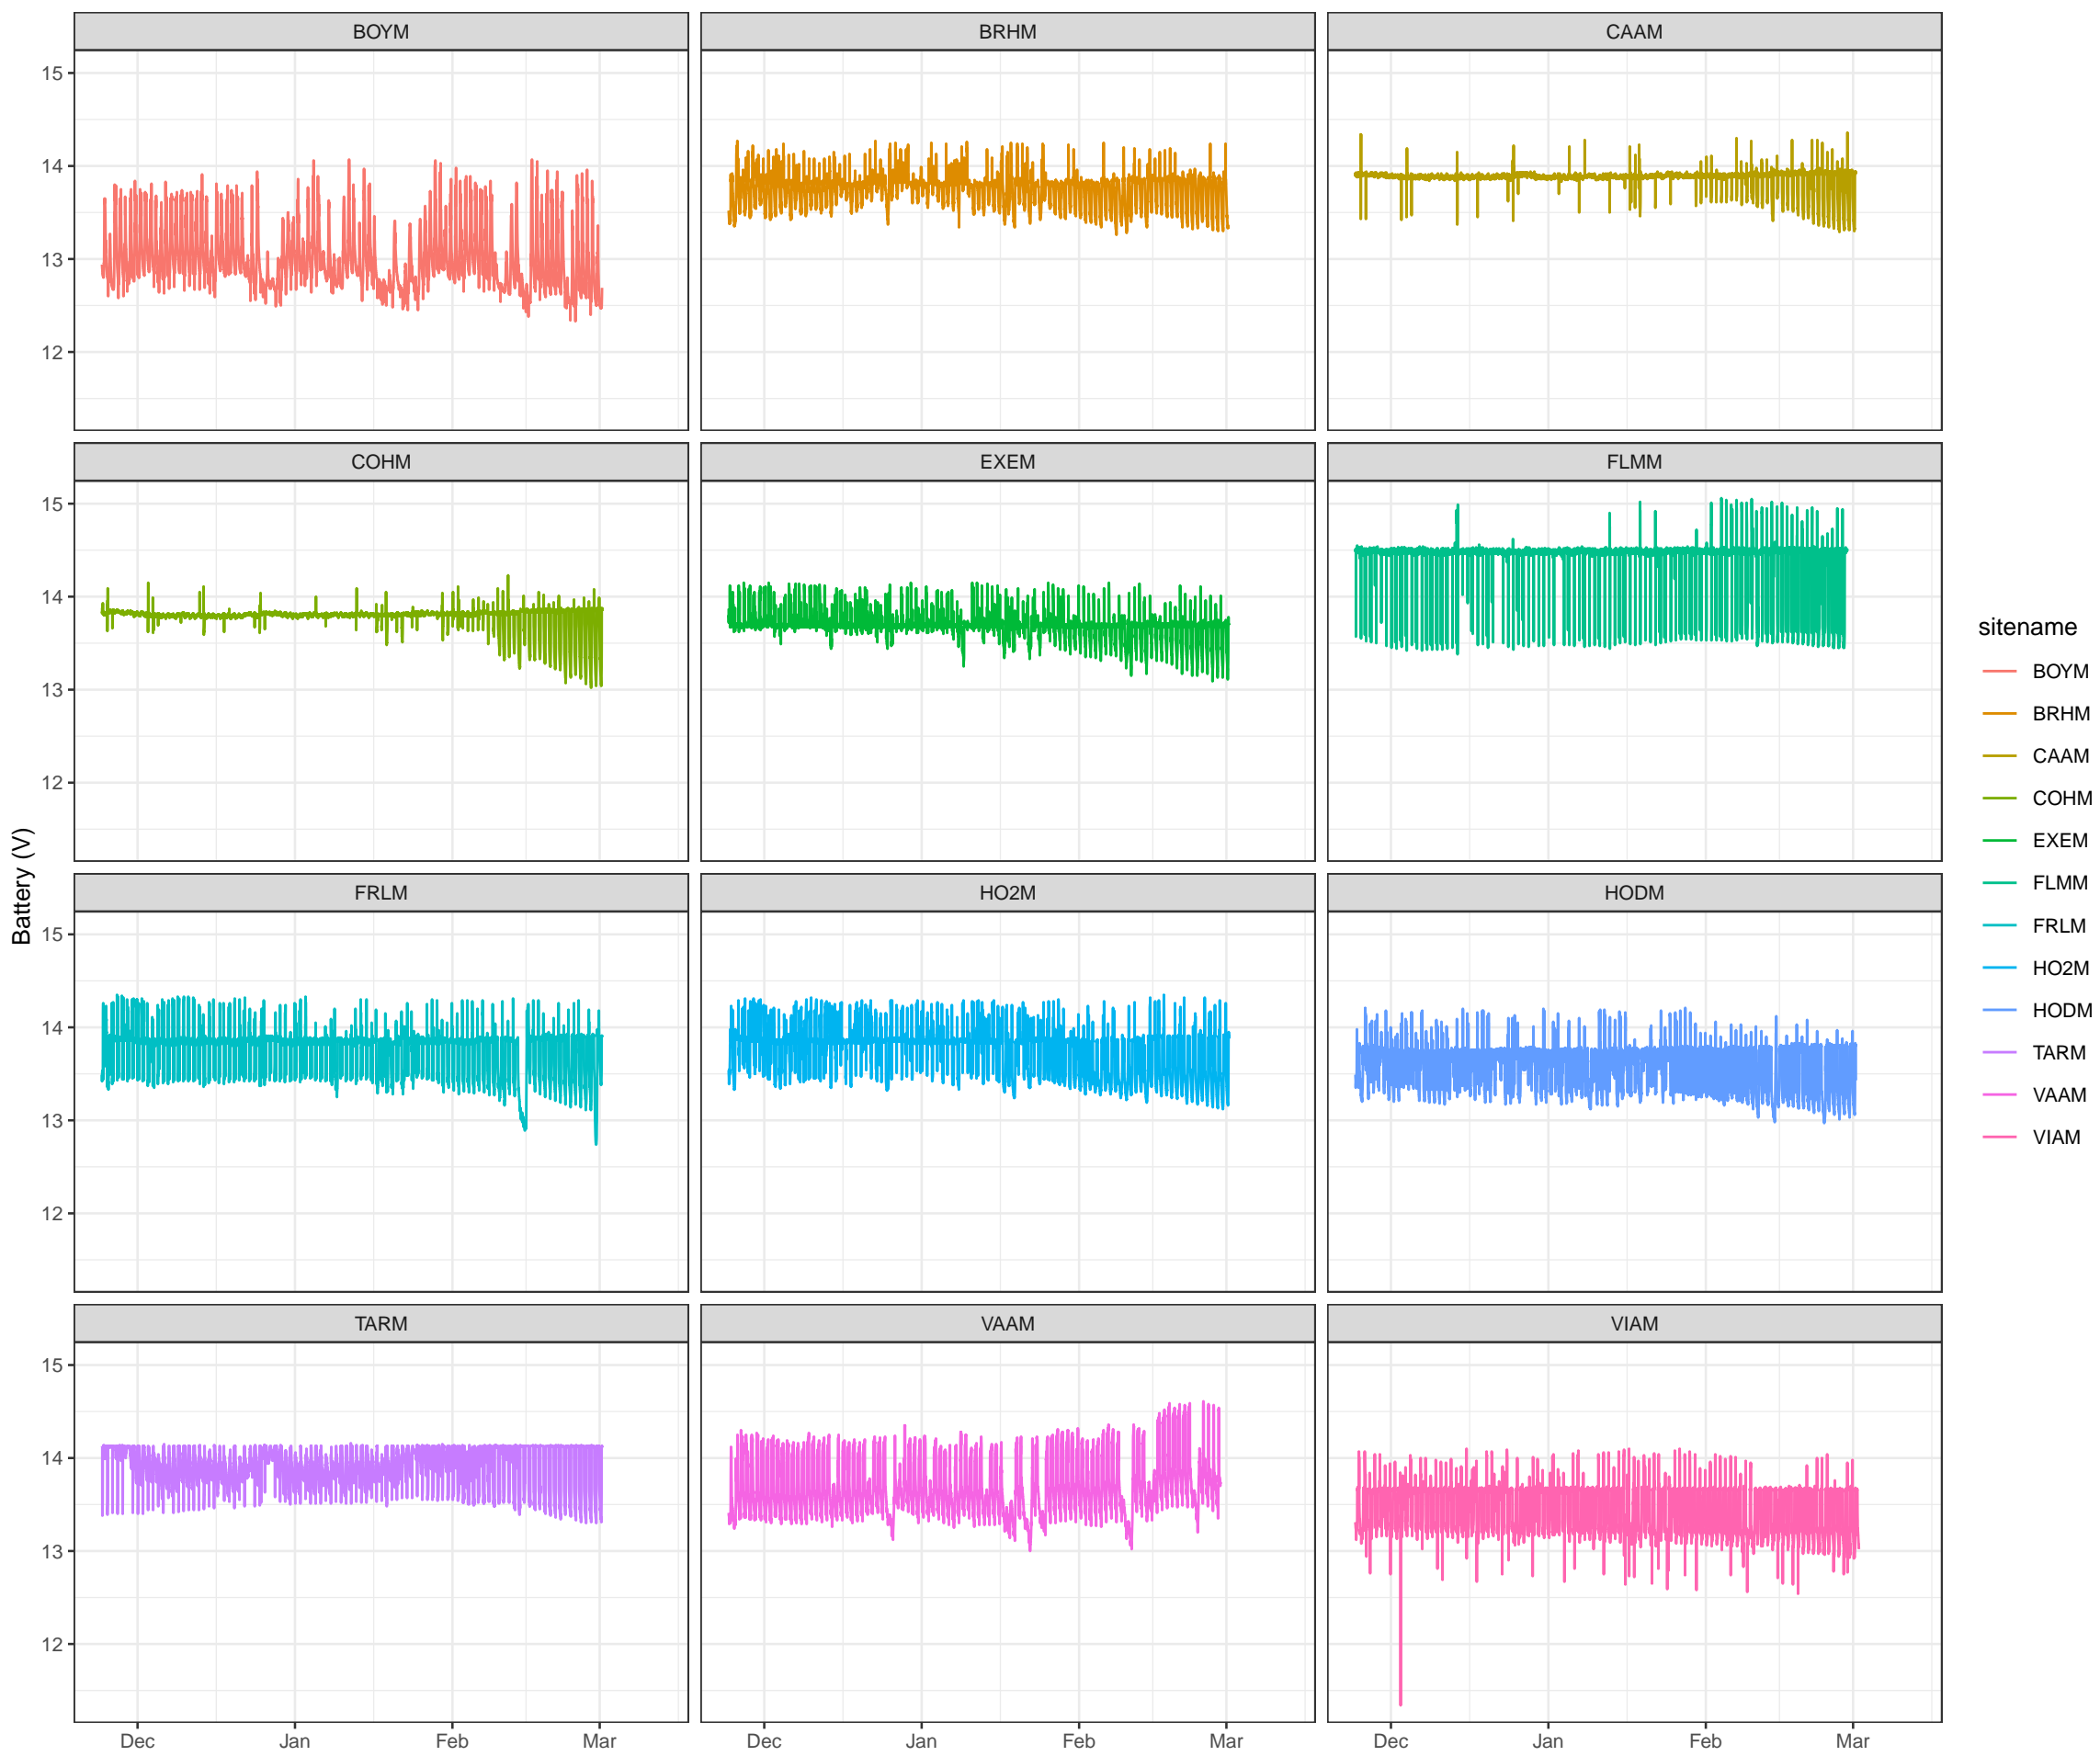 BOYM BRHM CAAM
15
14
13
12
COHM EXEM FLMM
15
14
13
12
FRLM HO2M HODM
15
14
13
12
TARM VAAM VIAM
15
14
13
12
Dec Jan Feb Mar Dec Jan Feb Mar Dec Jan Feb Mar
Battery (V)
sitename
BOYM
BRHM
CAAM
COHM
EXEM
FLMM
FRLM
HO2M
HODM
TARM
VAAM
VIAM